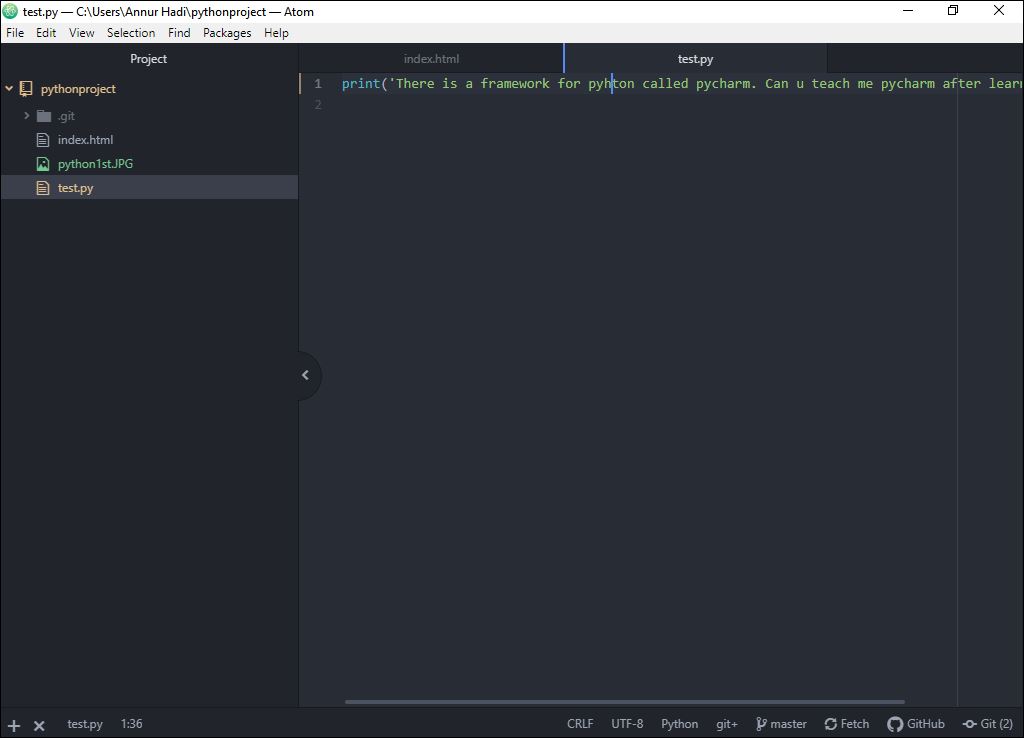 test.py — C:\Users\Annur Hadi\pythonproject — Atom
File Edit View Selection Find Packages Help
Project
index.html
test.py
pythonproject
.git
index.html
python1st.JPG
test.py
1 print('There is a framework for pyhton called pycharm. Can u teach me pycharm after learn
2
test.py 1:36 CRLF UTF-8 Python git+ master Fetch GitHub Git (2)